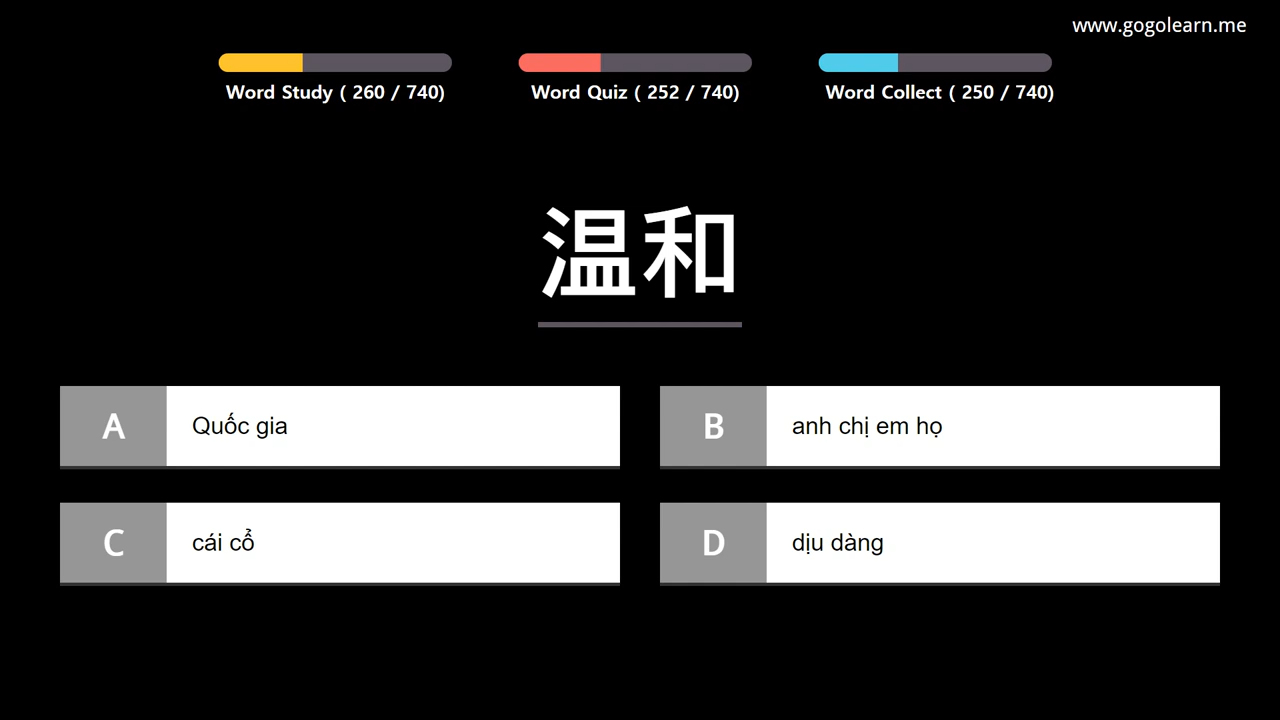 www.gogolearn.me
Word Study ( 260 / 740)
Word Quiz ( 252 / 740)
Word Collect ( 250 / 740)
温和
A Quốc gia
B anh chị em họ
C cái cổ
D dịu dàng